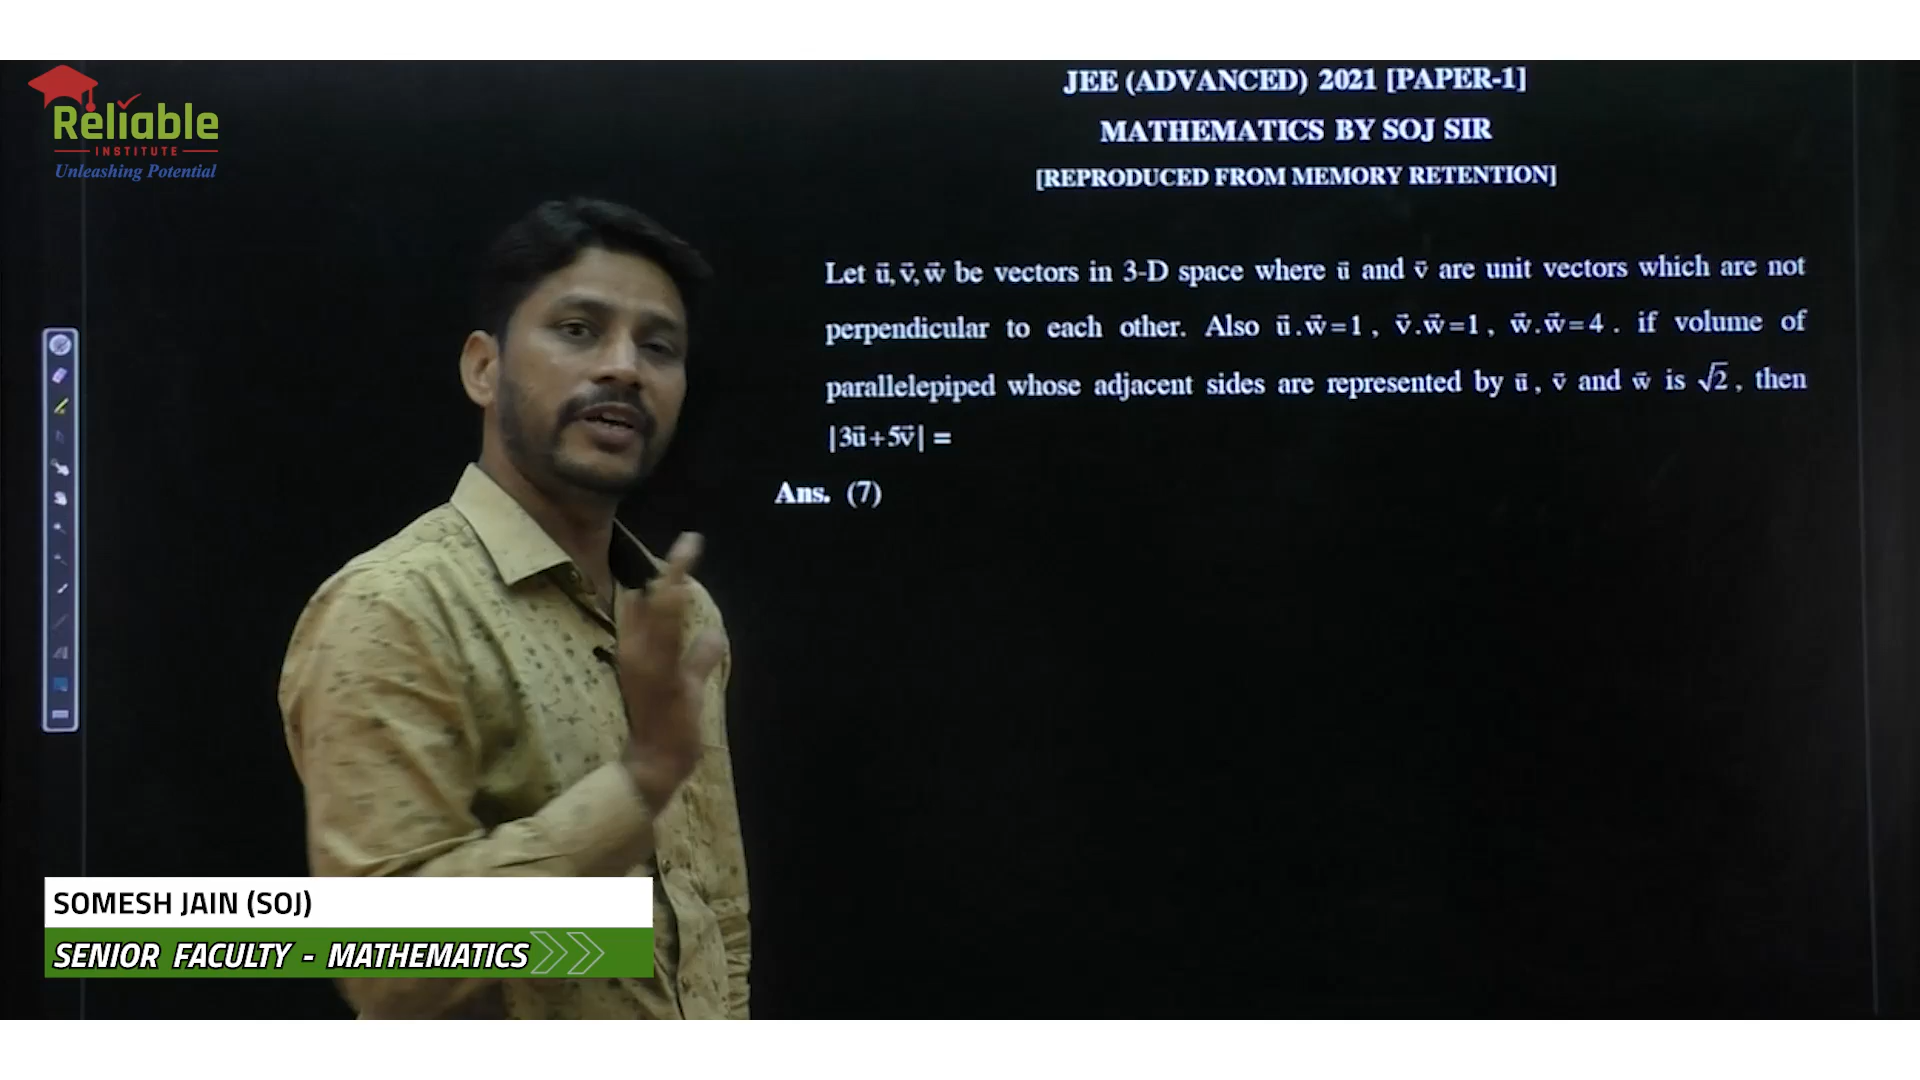 Reliable
INSTITUTE
Unleashing Potential
JEE (ADVANCED) 2021 [PAPER-1]
MATHEMATICS BY SOJ SIR
[REPRODUCED FROM MEMORY RETENTION]
Let u⃗, v⃗, w⃗ be vectors in 3-D space where u⃗ and v⃗ are unit vectors which are not
perpendicular to each other. Also u⃗.w⃗=1, v⃗.w⃗=1, w⃗.w⃗=4. if volume of
parallelepiped whose adjacent sides are represented by u⃗, v⃗ and w⃗ is √2, then
|3u⃗+5v⃗| =
Ans. (7)
SOMESH JAIN (SOJ)
SENIOR FACULTY - MATHEMATICS